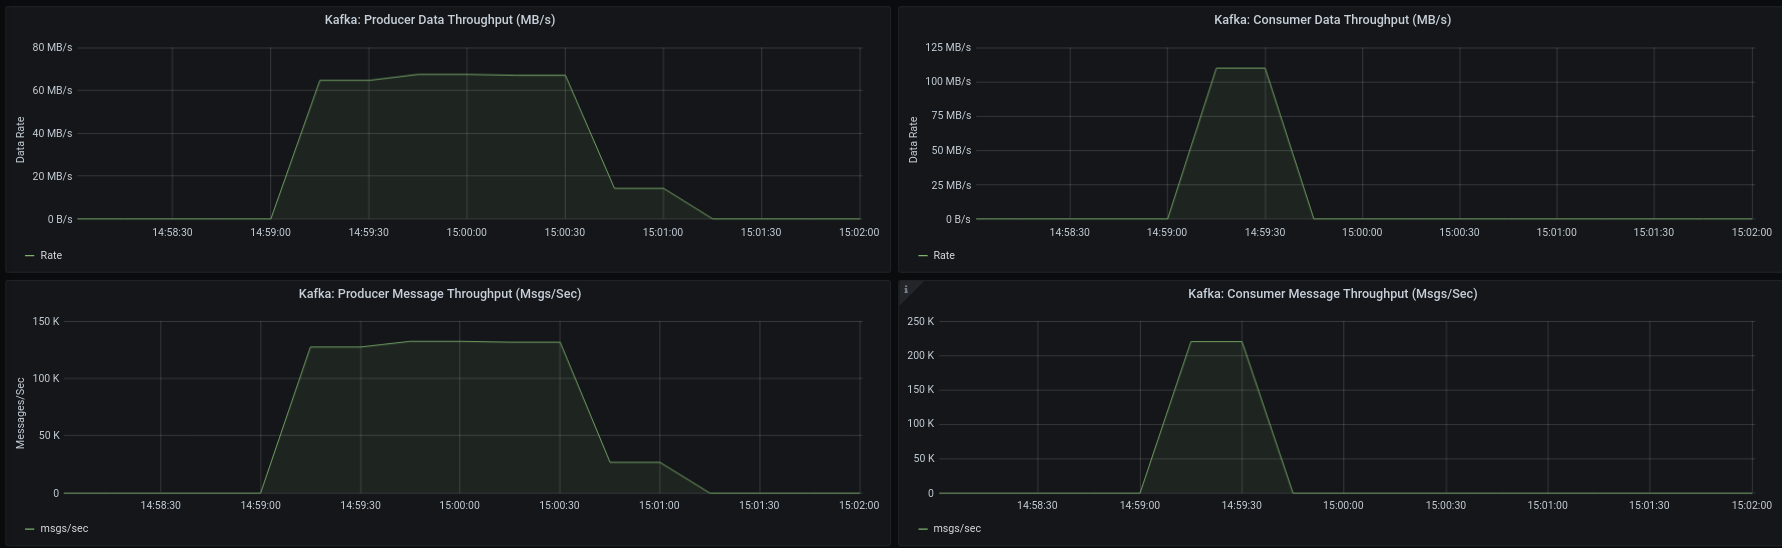 Kafka: Producer Data Throughput (MB/s)
80 MB/s
60 MB/s
40 MB/s
20 MB/s
0 B/s
Data Rate
14:58:30 14:59:00 14:59:30 15:00:00 15:00:30 15:01:00 15:01:30 15:02:00
Rate
Kafka: Consumer Data Throughput (MB/s)
125 MB/s
100 MB/s
75 MB/s
50 MB/s
25 MB/s
0 B/s
Data Rate
14:58:30 14:59:00 14:59:30 15:00:00 15:00:30 15:01:00 15:01:30 15:02:00
Rate
Kafka: Producer Message Throughput (Msgs/Sec)
150 K
100 K
50 K
0
Messages/Sec
14:58:30 14:59:00 14:59:30 15:00:00 15:00:30 15:01:00 15:01:30 15:02:00
msgs/sec
i
Kafka: Consumer Message Throughput (Msgs/Sec)
250 K
200 K
150 K
100 K
50 K
0
14:58:30 14:59:00 14:59:30 15:00:00 15:00:30 15:01:00 15:01:30 15:02:00
msgs/sec